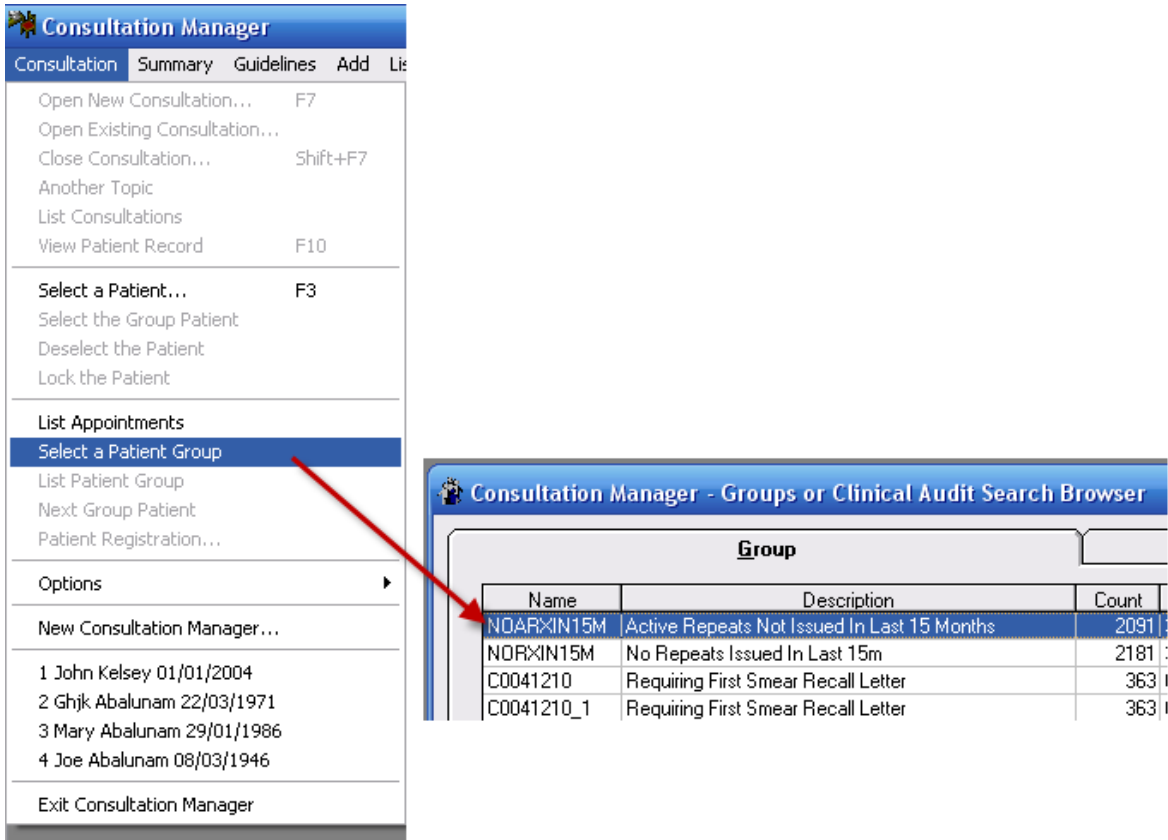 Consultation Manager
Consultation Summary Guidelines Add
Open New Consultation... F7
Open Existing Consultation...
Close Consultation... Shift+F7
Another Topic
List Consultations
View Patient Record F10
Select a Patient... F3
Select the Group Patient
Deselect the Patient
Lock the Patient
List Appointments
Select a Patient Group
List Patient Group
Next Group Patient
Patient Registration...
Options
New Consultation Manager...
1 John Kelsey 01/01/2004
2 Ghjk Abalunam 22/03/1971
3 Mary Abalunam 29/01/1986
4 Joe Abalunam 08/03/1946
Exit Consultation Manager
Consultation Manager - Groups or Clinical Audit Search Browser
Group
Name Description Count
NOARXIN15M Active Repeats Not Issued In Last 15 Months 2091
NORXIN15M No Repeats Issued In Last 15m 2181
C0041210 Requiring First Smear Recall Letter 363
C0041210_1 Requiring First Smear Recall Letter 363